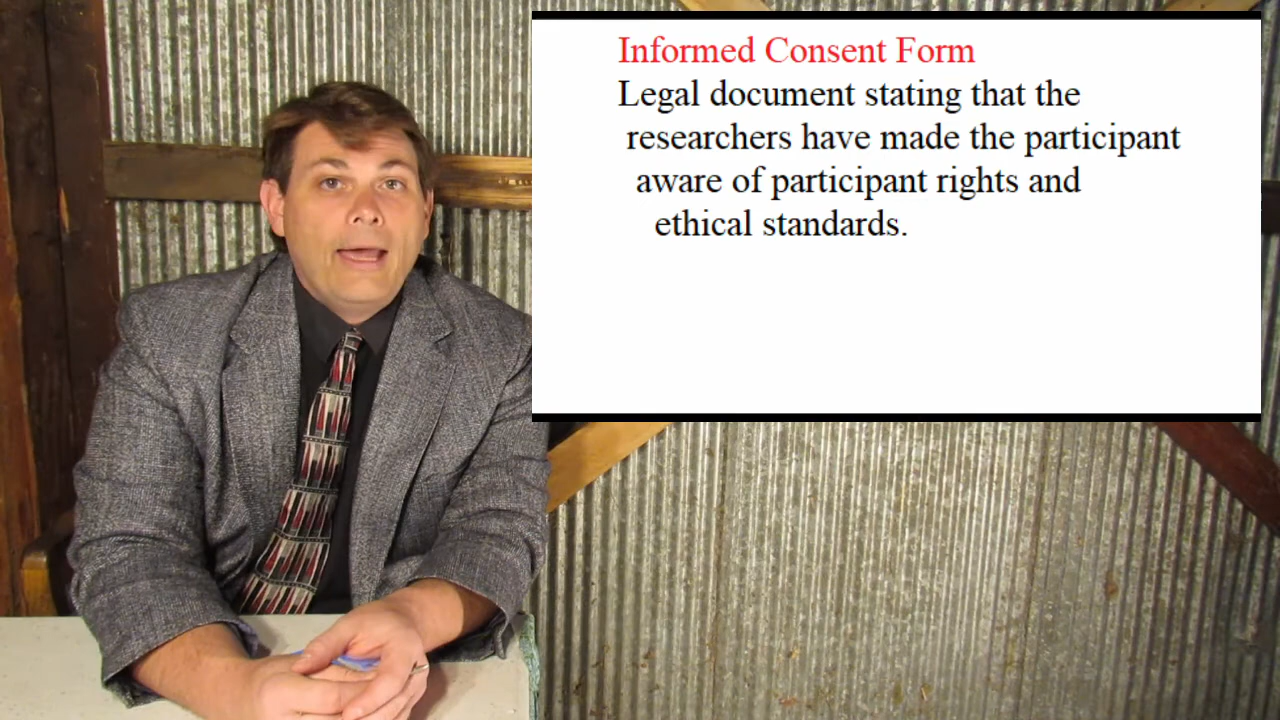 Informed Consent Form
Legal document stating that the
researchers have made the participant
aware of participant rights and
ethical standards.